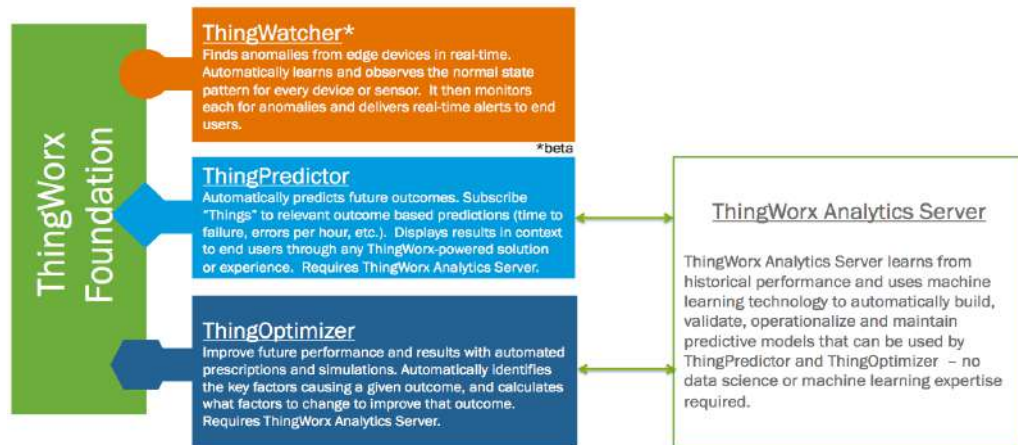 ThingWorx
Foundation
ThingWatcher*
Finds anomalies from edge devices in real-time.
Automatically learns and observes the normal state
pattern for every device or sensor. It then monitors
each for anomalies and delivers real-time alerts to end
users.
*beta
ThingPredictor
Automatically predicts future outcomes. Subscribe
"Things" to relevant outcome based predictions (time to
failure, errors per hour, etc.). Displays results in context
to end users through any ThingWorx-powered solution
or experience. Requires ThingWorx Analytics Server.
ThingOptimizer
Improve future performance and results with automated
prescriptions and simulations. Automatically identifies
the key factors causing a given outcome, and calculates
what factors to change to improve that outcome.
Requires ThingWorx Analytics Server.
ThingWorx Analytics Server
ThingWorx Analytics Server learns from
historical performance and uses machine
learning technology to automatically build,
validate, operationalize and maintain
predictive models that can be used by
ThingPredictor and ThingOptimizer – no
data science or machine learning expertise
required.